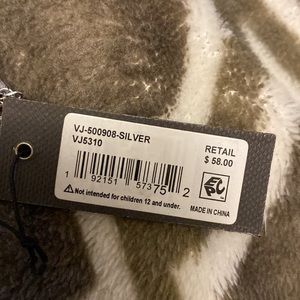 VJ-500908-SILVER
VJ5310
RETAIL
$ 58.00
1 92151 57375 2
Not intended for children 12 and under.
MADE IN CHINA